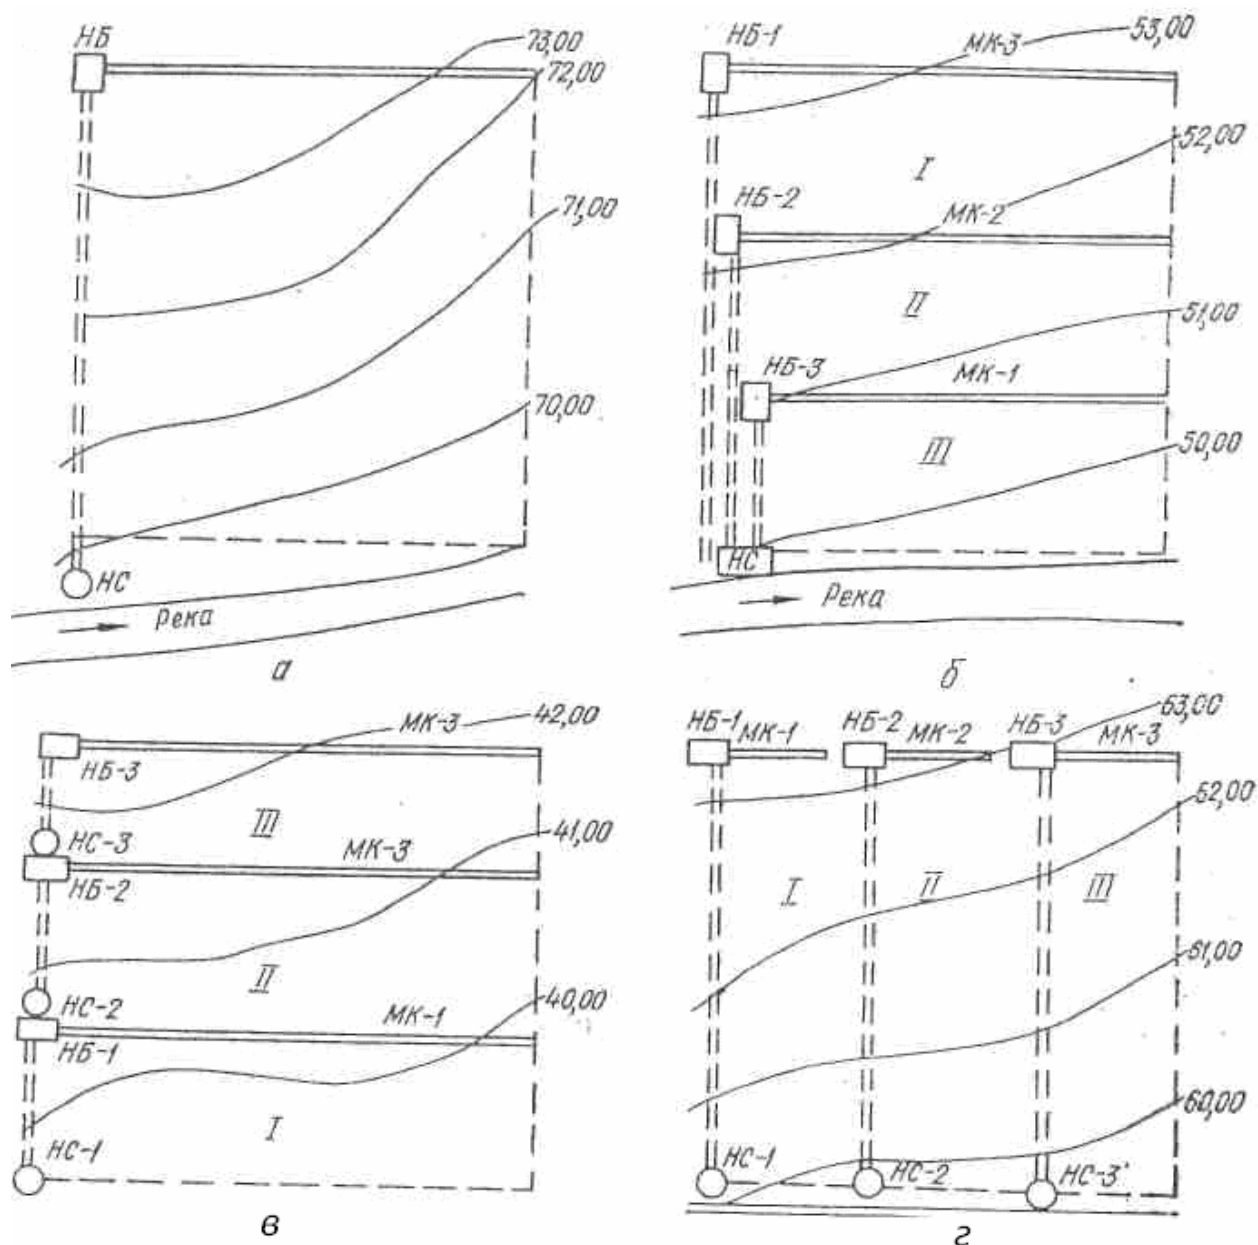 НБ
73,00
72,00
71,00
70,00
НС
Река
а
НБ-1
МК-3
53,00
52,00
I
НБ-2
МК-2
II
51,00
НБ-3
МК-1
III
50,00
НС
Река
б
МК-3
42,00
НБ-3
III
НС-3
МК-3
41,00
НБ-2
II
НС-2
МК-1
40,00
НБ-1
I
НС-1
в
НБ-1
МК-1
НБ-2
МК-2
63,00
НБ-3
МК-3
62,00
I
II
III
61,00
60,00
НС-1
НС-2
НС-3
г